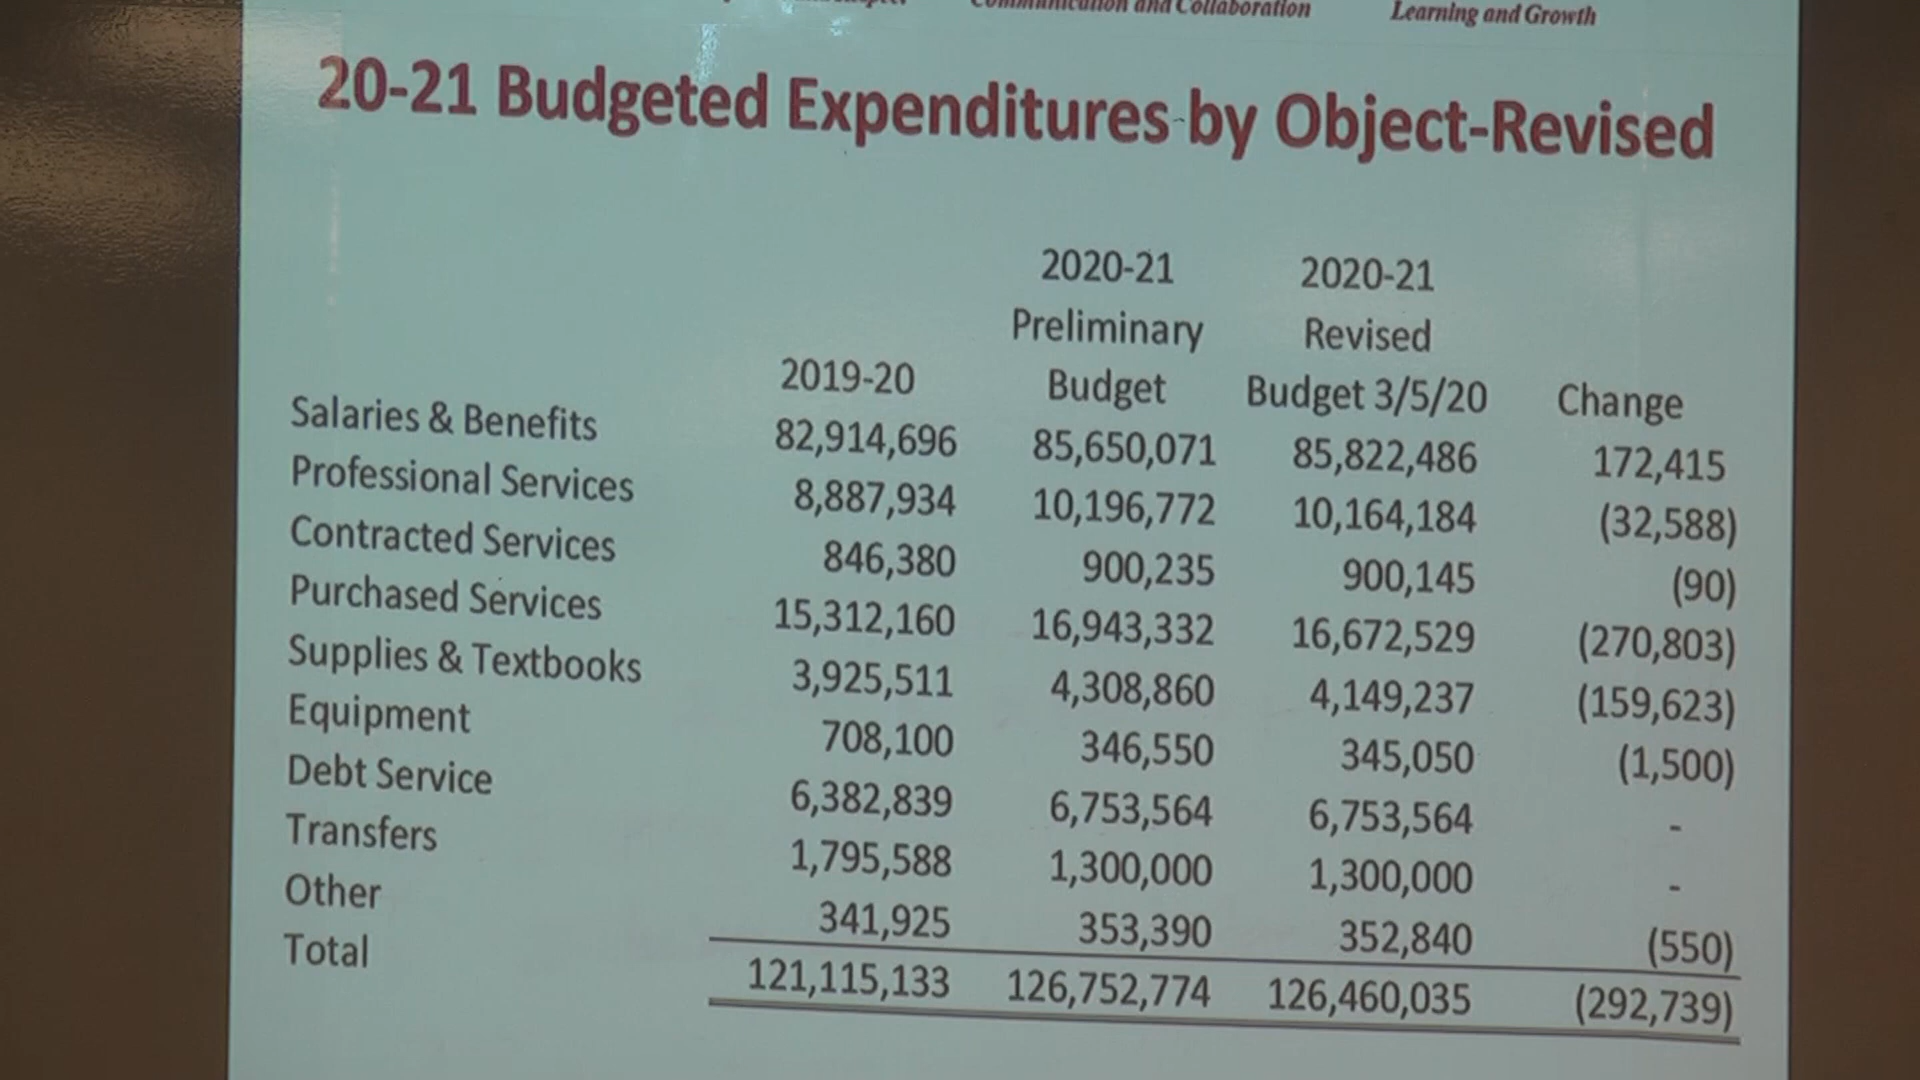 Communication and Collaboration Learning and Growth
20-21 Budgeted Expenditures by Object-Revised
2020-21 2020-21
Preliminary Revised
2019-20 Budget Budget 3/5/20 Change
Salaries & Benefits 82,914,696 85,650,071 85,822,486 172,415
Professional Services 8,887,934 10,196,772 10,164,184 (32,588)
Contracted Services 846,380 900,235 900,145 (90)
Purchased Services 15,312,160 16,943,332 16,672,529 (270,803)
Supplies & Textbooks 3,925,511 4,308,860 4,149,237 (159,623)
Equipment 708,100 346,550 345,050 (1,500)
Debt Service 6,382,839 6,753,564 6,753,564 -
Transfers 1,795,588 1,300,000 1,300,000 -
Other 341,925 353,390 352,840 (550)
Total 121,115,133 126,752,774 126,460,035 (292,739)